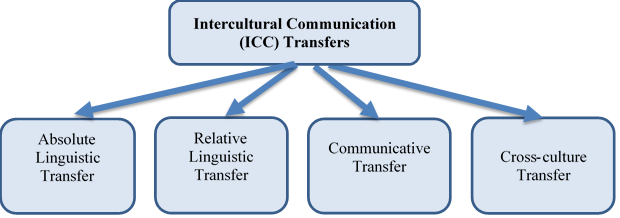 Intercultural Communication
(ICC) Transfers
Absolute
Linguistic
Transfer
Relative
Linguistic
Transfer
Communicative
Transfer
Cross-culture
Transfer